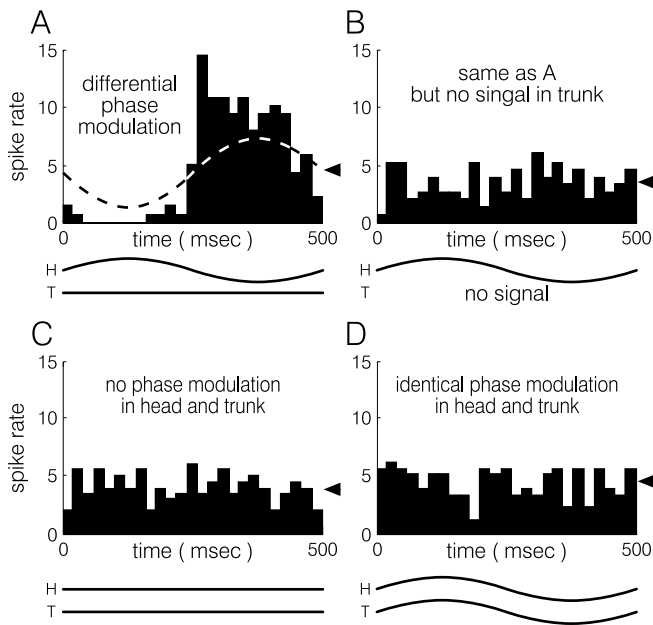 A
15
10
5
0
spike rate
differential
phase
modulation
0
time ( msec)
500
H
T
B
15
10
5
0
same as A
but no singal in trunk
0
time ( msec)
500
H
T
no signal
C
15
10
5
0
spike rate
no phase modulation
in head and trunk
0
time ( msec)
500
H
T
D
15
10
5
0
identical phase modulation
in head and trunk
0
time ( msec)
500
H
T